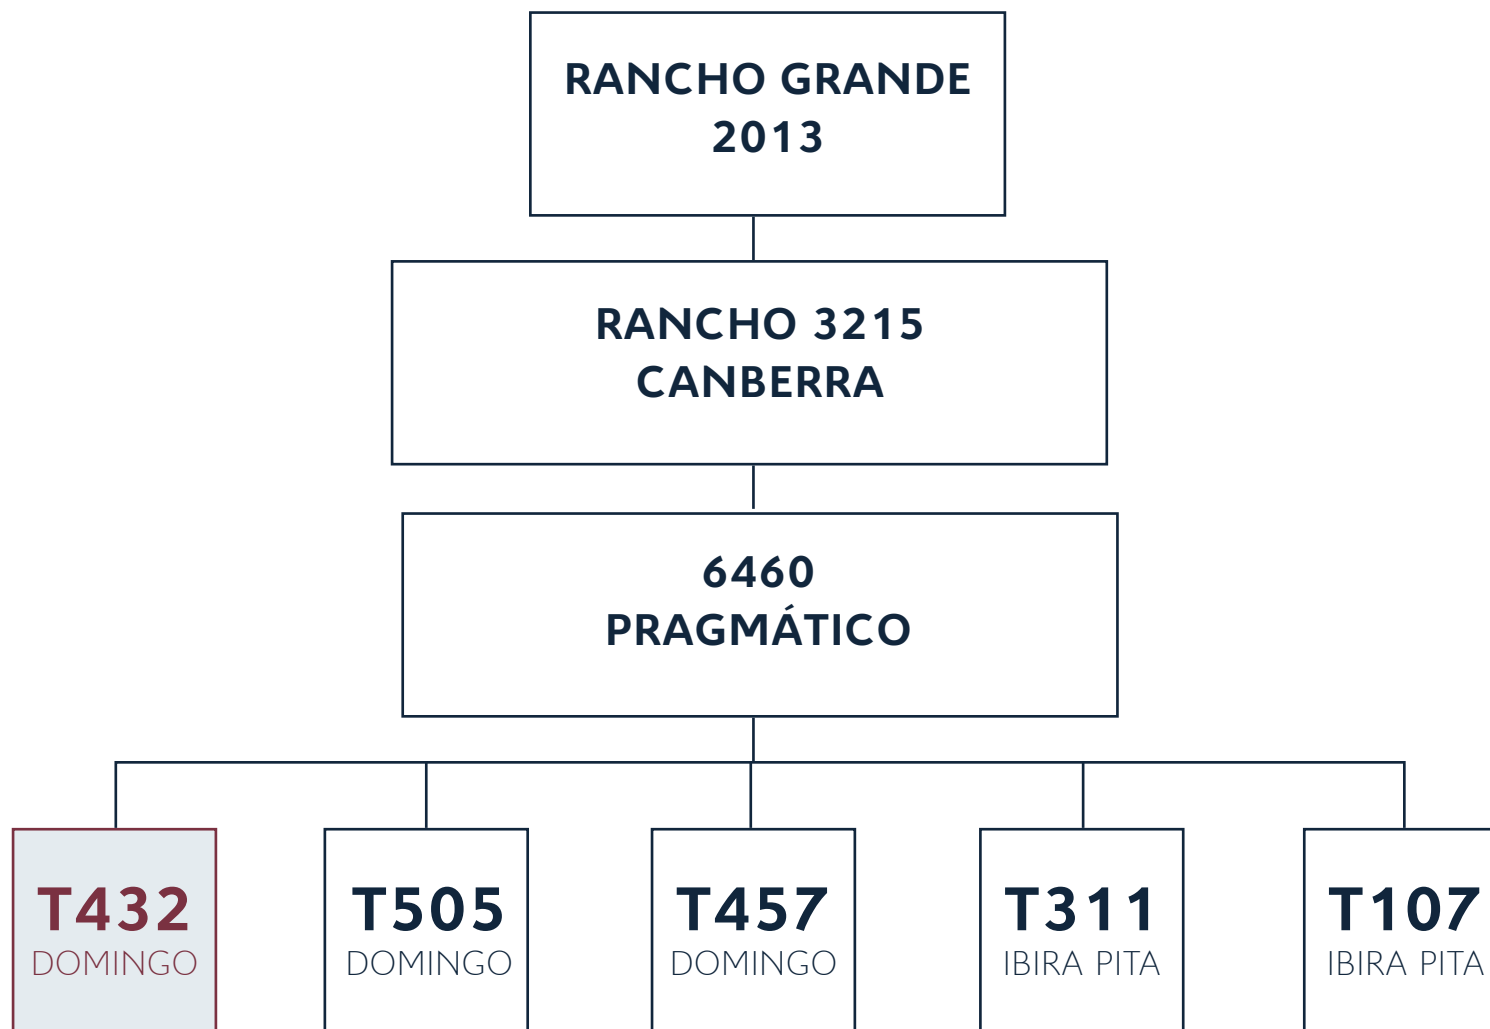 RANCHO GRANDE
2013
RANCHO 3215
CANBERRA
6460
PRAGMÁTICO
T432
DOMINGO
T505
DOMINGO
T457
DOMINGO
T311
IBIRA PITA
T107
IBIRA PITA